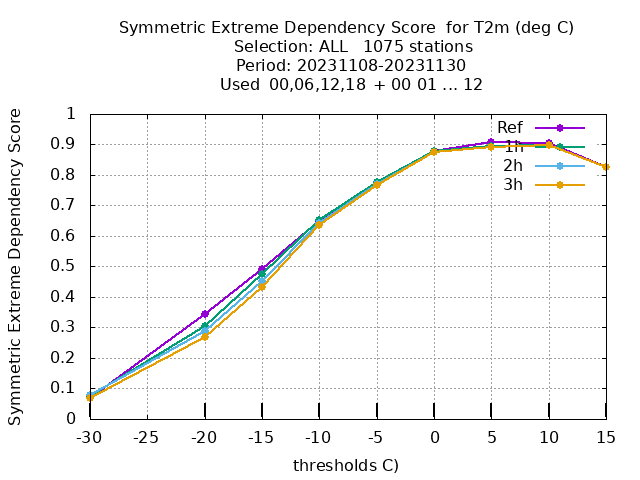 Symmetric Extreme Dependency Score  for T2m (deg C)
Selection: ALL   1075 stations
Period: 20231108-20231130
Used  00,06,12,18  + 00 01 ... 12
Symmetric Extreme Dependency Score
1
0.9
0.8
0.7
0.6
0.5
0.4
0.3
0.2
0.1
0
Ref
1h
2h
3h
-30 -25 -20 -15 -10 -5 0 5 10 15
thresholds C)